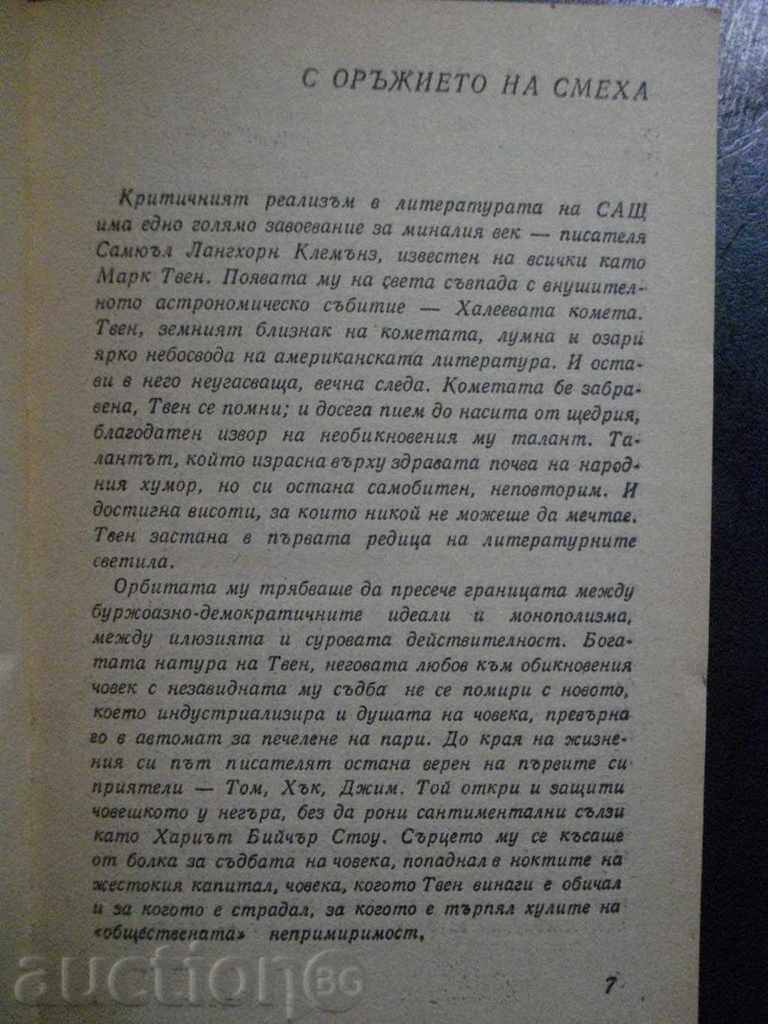 С ОРЪЖИЕТО НА СМЕХА
Критичният реализъм в литературата на САЩ
има едно голямо завоевание за миналия век — писателя
Самюъл Лангхорн Клемънз, известен на всички като
Марк Твен. Появата му на света съвпада с внушител-
ното астрономическо събитие — Халеевата комета.
Твен, земният близнак на кометата, лумна и озари
ярко небосвода на американската литература. И оста-
ви в него неугасваща, вечна следа. Кометата бе забра-
вена, Твен се помни; и досега пием до насита от щедрия,
благодатен извор на необикновения му талант. Та-
лантът, който израсна върху здравата почва на народ-
ния хумор, но си остана самобитен, неповторим. И
достигна висоти, за които никой не можеше да мечтае.
Твен застана в първата редица на литературните
светила.
Орбитата му трябваше да пресече границата между
буржоазно-демократичните идеали и монополизма,
между илюзията и суровата действителност. Бога-
тата натура на Твен, неговата любов към обикновения
човек с незавидната му съдба не се помири с новото,
което индустриализира и душата на човека, превърна
го в автомат за печелене на пари. До края на жизне-
ния си път писателят остана верен на първите си
приятели — Том, Хък, Джим. Той откри и защити
човешкото у негъра, без да рони сантиментални сълзи
като Хариът Бийчър Стоу. Сърцето му се късаше
от болка за съдбата на човека, попаднал в ноктите на
жестокия капитал, човека, когото Твен винаги е обичал
и за когото е страдал, за когото е търпял хулите на
«обществената» непримиримост.
7
auctionBG